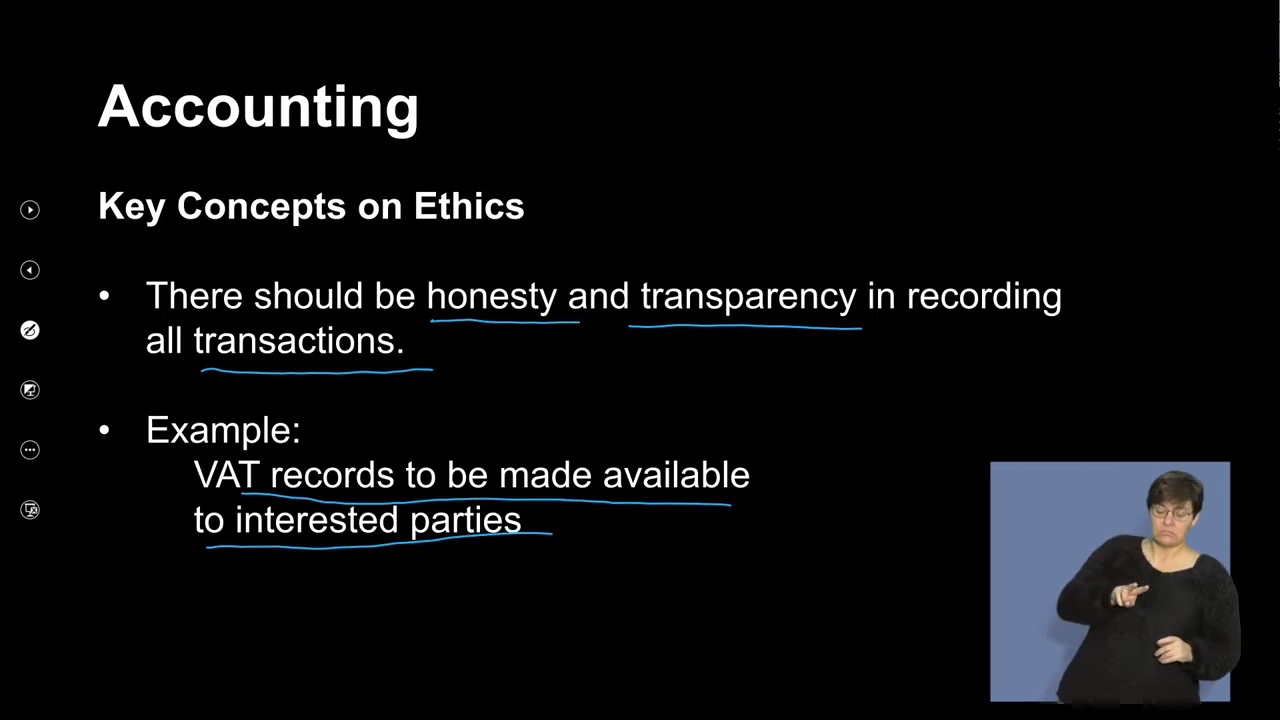 Accounting
Key Concepts on Ethics
• There should be honesty and transparency in recording
all transactions.
• Example:
VAT records to be made available
to interested parties